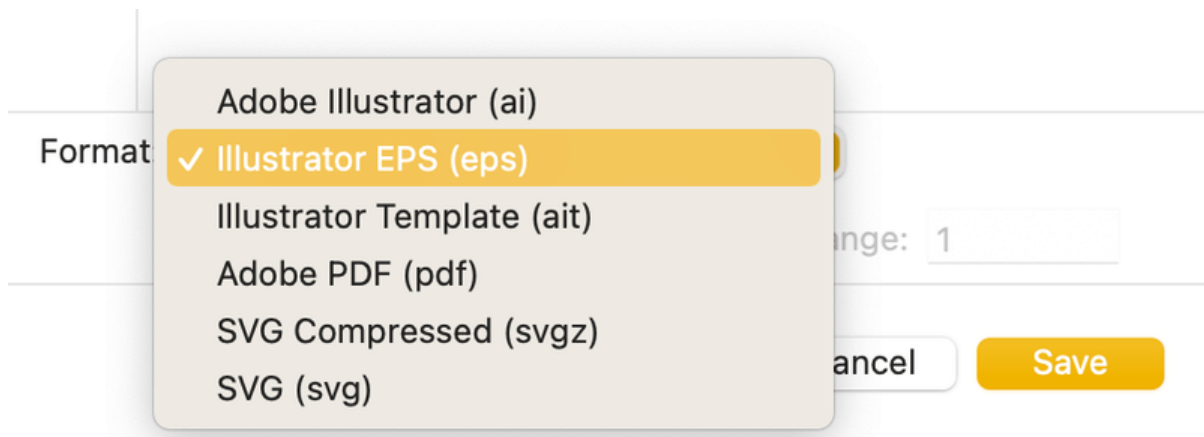 Adobe Illustrator (ai)
Format
✓ Illustrator EPS (eps)
Illustrator Template (ait)
ange: 1
Adobe PDF (pdf)
SVG Compressed (svgz)
ancel
Save
SVG (svg)